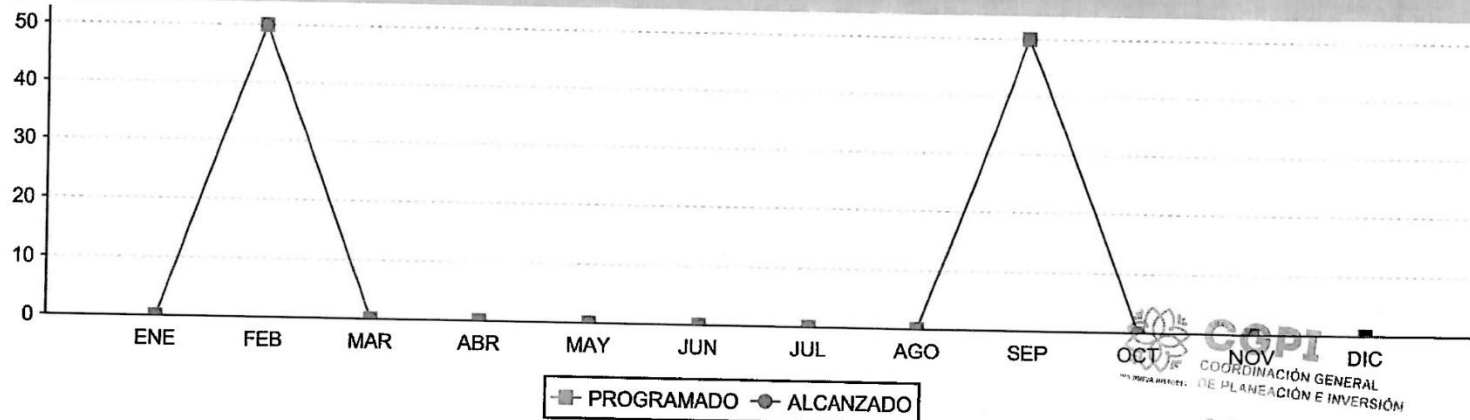 50
40
30
20
10
0
ENE FEB MAR ABR MAY JUN JUL AGO SEP OCT NOV DIC
CGPI
COORDINACIÓN GENERAL
DE PLANEACIÓN E INVERSIÓN
PROGRAMADO ALCANZADO